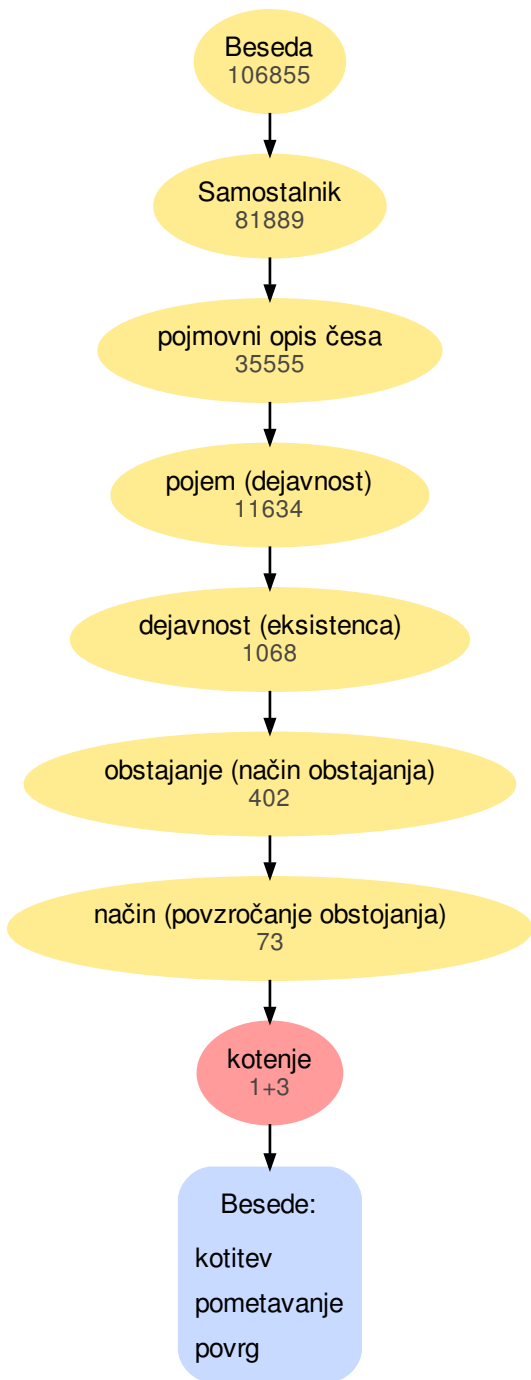 Beseda
106855
Samostalnik
81889
pojmovni opis česa
35555
pojem (dejavnost)
11634
dejavnost (eksistenca)
1068
obstajanje (način obstajanja)
402
način (povzročanje obstojanja)
73
kotenje
1+3
Besede:
kotitev
pometavanje
povrg